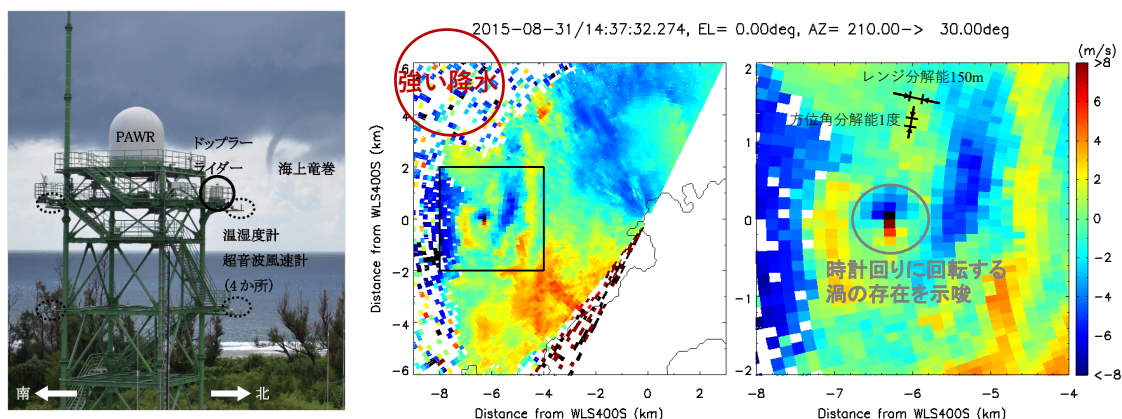 PAWR
ドップラー
ライダー
海上竜巻
温湿度計
超音波風速計
(4か所)
南
北
2015-08-31/14:37:32.274, EL= 0.00deg, AZ= 210.00-> 30.00deg
強い降水
6
4
2
0
-2
-4
-6
Distance from WLS400S (km)
-8
-6
-4
-2
0
2
Distance from WLS400S (km)
レンジ分解能150m
方位角分解能1度
時計回りに回転する
渦の存在を示唆
2
1
0
-1
-2
-8
-7
-6
-5
-4
Distance from WLS400S (km)
(m/s)
>8
6
4
2
0
-2
-4
-6
<-8